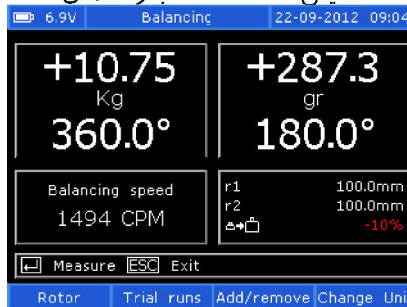 6.9V Balancing 22-09-2012 09:04
+10.75 +287.3
Kg gr
360.0° 180.0°
Balancing speed
1494 CPM
r1 100.0mm
r2 100.0mm
-10%
Measure ESC Exit
Rotor Trial runs Add/remove Change Uni